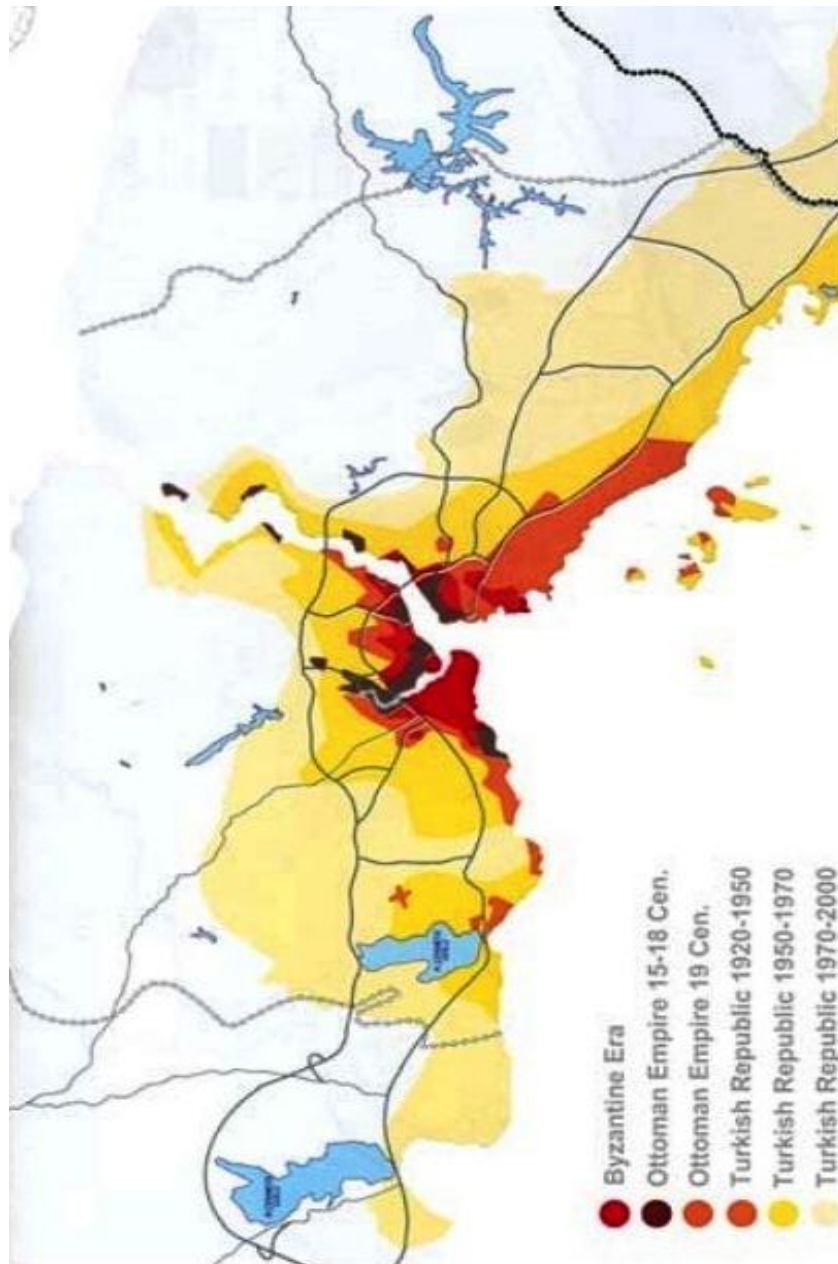 Byzantine Era
Ottoman Empire 15-18 Cen.
Ottoman Empire 19 Cen.
Turkish Republic 1920-1950
Turkish Republic 1950-1970
Turkish Republic 1970-2000